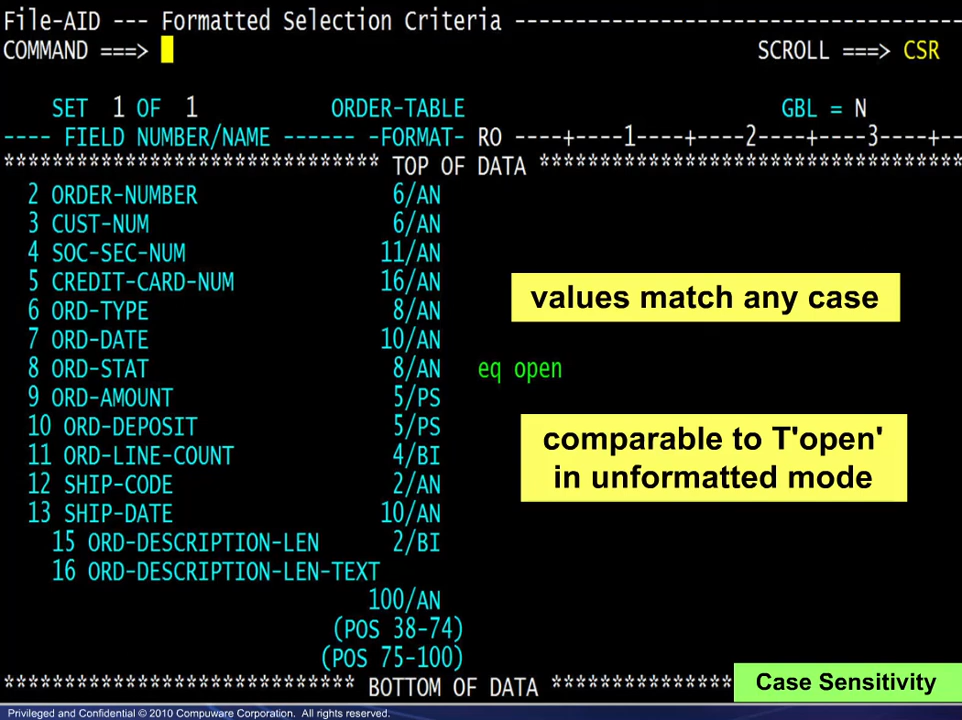 File-AID --- Formatted Selection Criteria -------------------------------------
COMMAND ===> SCROLL ===> CSR
SET 1 OF 1 ORDER-TABLE GBL = N
---- FIELD NUMBER/NAME ------ -FORMAT- RO ----+----1----+----2----+----3----+--
******************************* TOP OF DATA ***********************************
2 ORDER-NUMBER 6/AN
3 CUST-NUM 6/AN
4 SOC-SEC-NUM 11/AN
5 CREDIT-CARD-NUM 16/AN
values match any case
6 ORD-TYPE 8/AN
7 ORD-DATE 10/AN
8 ORD-STAT 8/AN eq open
9 ORD-AMOUNT 5/PS
10 ORD-DEPOSIT 5/PS
comparable to T'open'
in unformatted mode
11 ORD-LINE-COUNT 4/BI
12 SHIP-CODE 2/AN
13 SHIP-DATE 10/AN
15 ORD-DESCRIPTION-LEN 2/BI
16 ORD-DESCRIPTION-LEN-TEXT
100/AN
(POS 38-74)
(POS 75-100)
***************************** BOTTOM OF DATA ***************
Case Sensitivity
Privileged and Confidential © 2010 Compuware Corporation. All rights reserved.